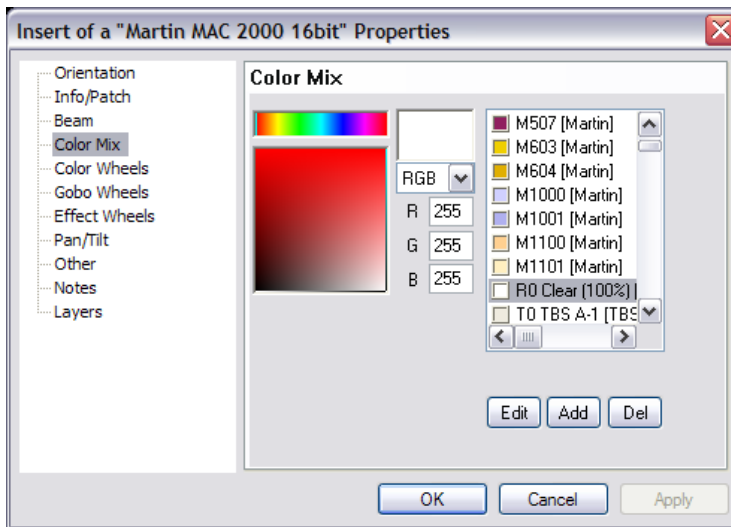 Insert of a "Martin MAC 2000 16bit" Properties
Orientation
Info/Patch
Beam
Color Mix
Color Wheels
Gobo Wheels
Effect Wheels
Pan/Tilt
Other
Notes
Layers
Color Mix
RGB
R 255
G 255
B 255
M507 [Martin]
M603 [Martin]
M604 [Martin]
M1000 [Martin]
M1001 [Martin]
M1100 [Martin]
M1101 [Martin]
R0 Clear (100%) [
T0 TBS A-1 [TBS
Edit Add Del
OK Cancel Apply